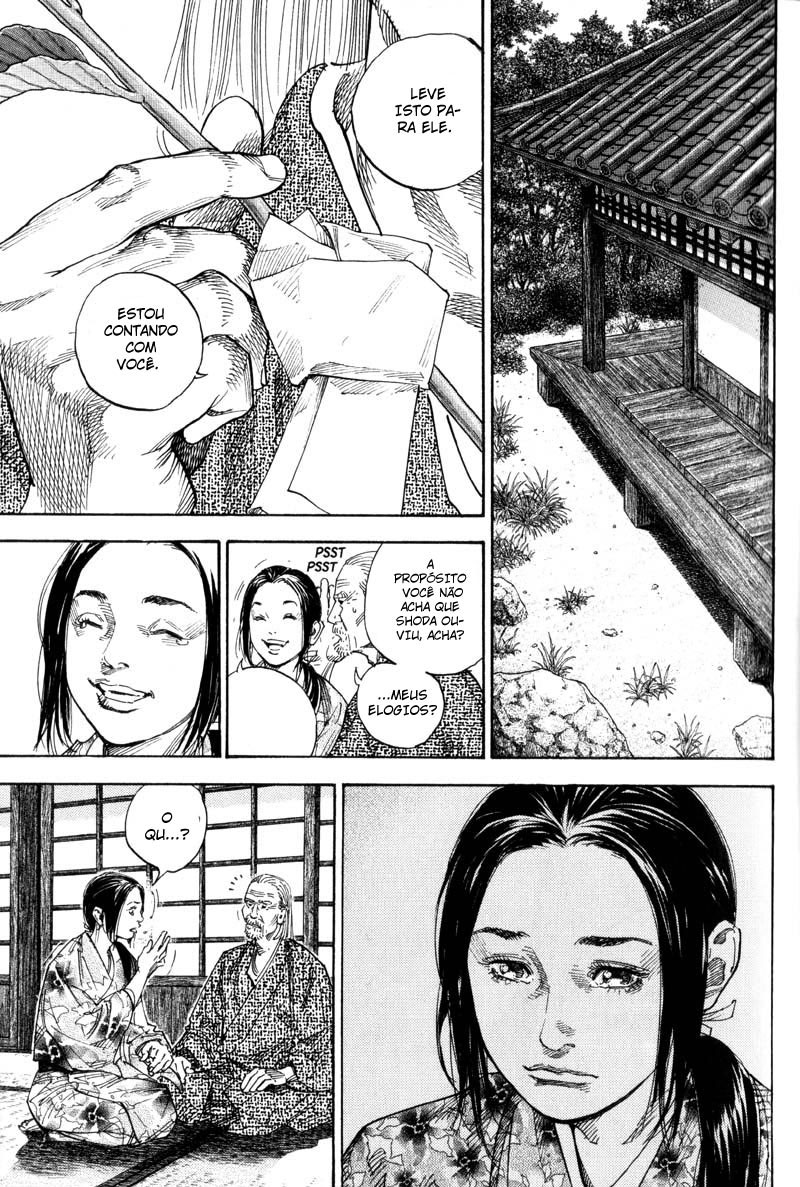 LEVE
ISTO PA-
RA ELE.
ESTOU
CONTANDO
COM
VOCÊ.
A
PROPÓSITO
VOCÊ NÃO
ACHA QUE
SHODA OU-
VIU, ACHA?
...MEUS
ELOGIOS?
PSST
PSST
O
QU...?